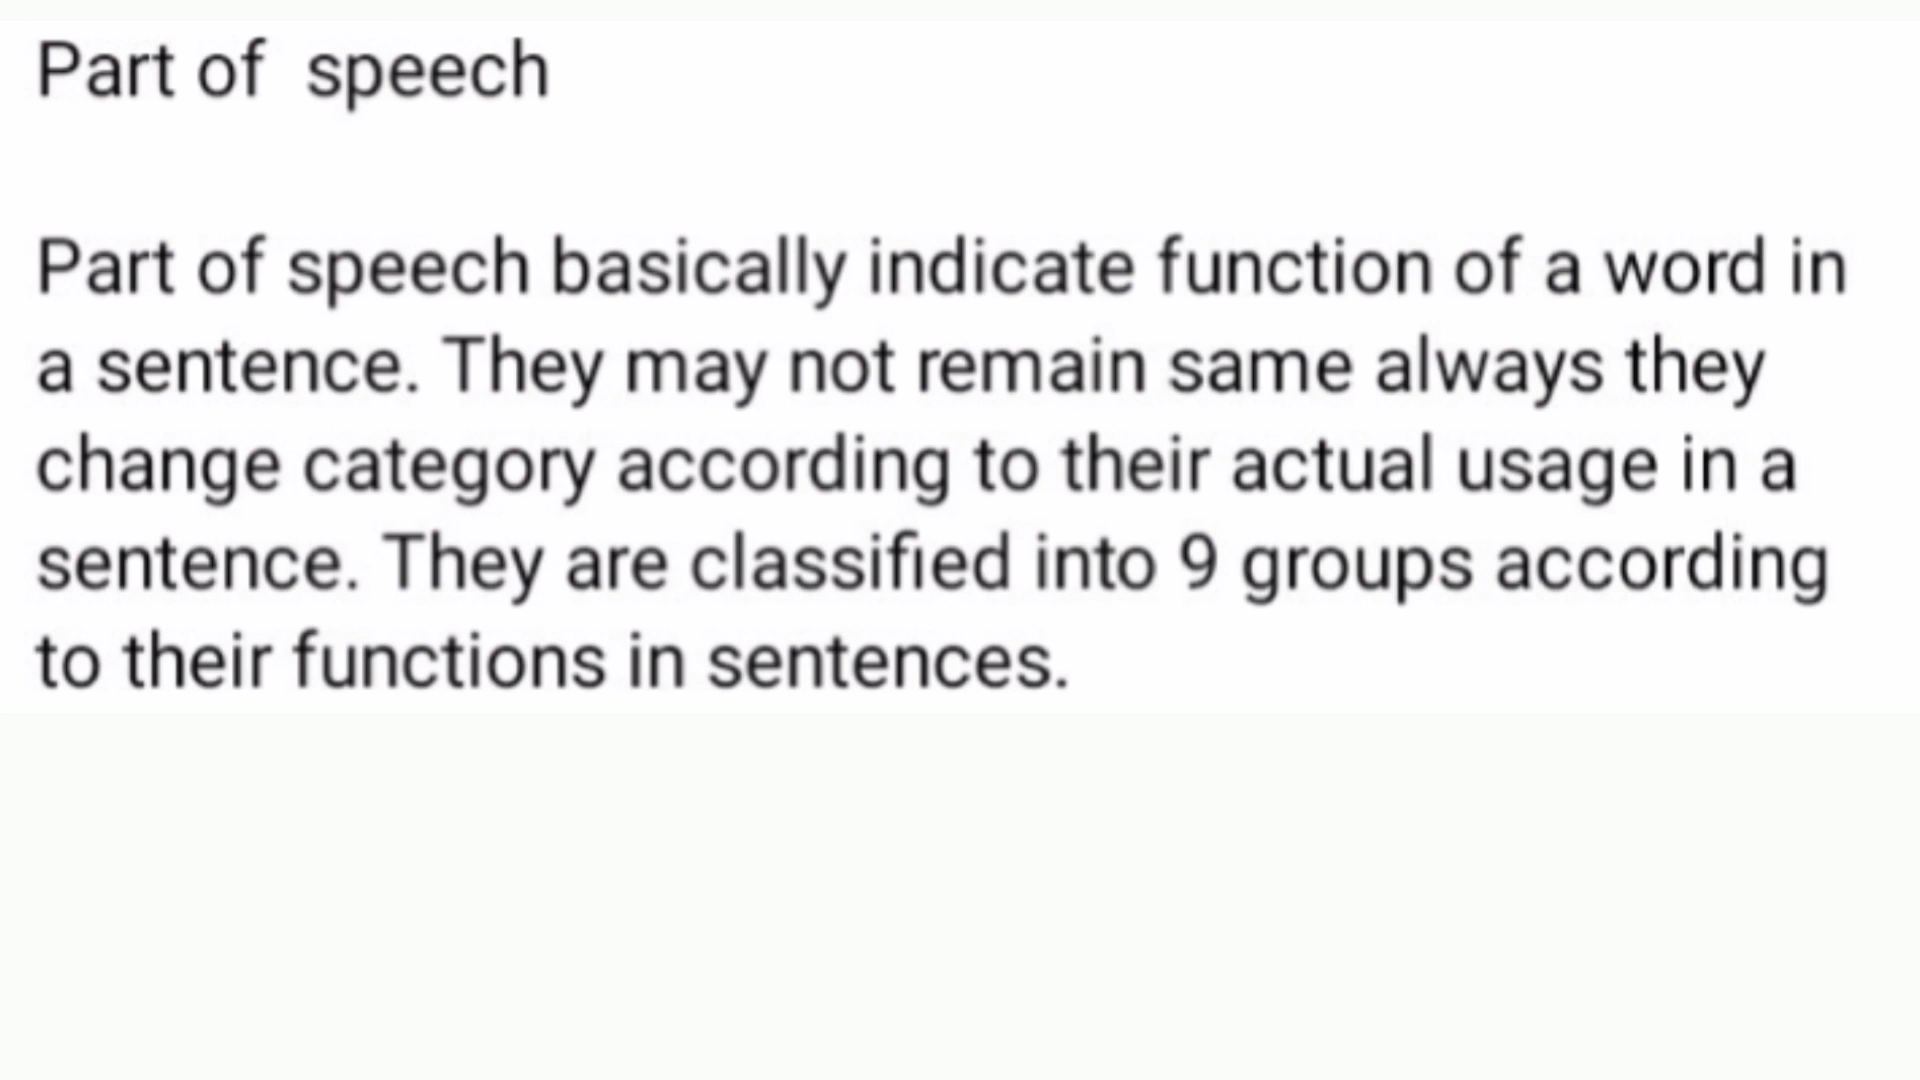 Part of  speech
Part of speech basically indicate function of a word in
a sentence. They may not remain same always they
change category according to their actual usage in a
sentence. They are classified into 9 groups according
to their functions in sentences.